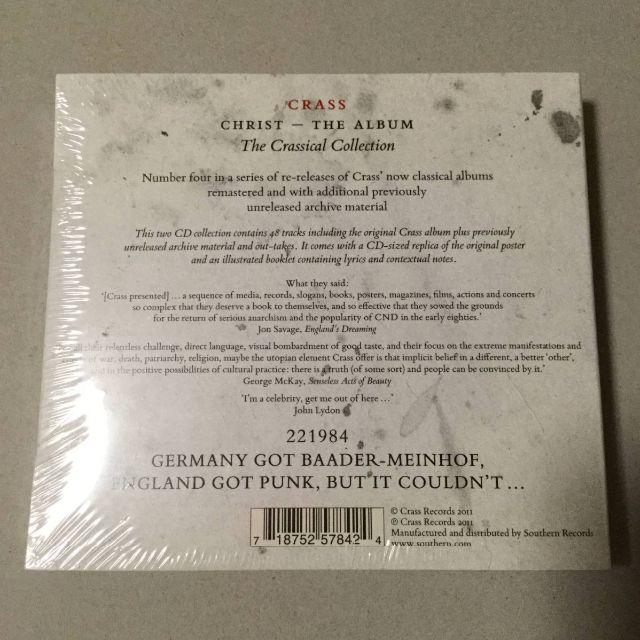 CRASS
CHRIST – THE ALBUM
The Crassical Collection
Number four in a series of re-releases of Crass' now classical albums
remastered and with additional previously
unreleased archive material
This two CD collection contains 48 tracks including the original Crass album plus previously
unreleased archive material and out-takes. It comes with a CD-sized replica of the original poster
and an illustrated booklet containing lyrics and contextual notes.
What they said:
'[Crass presented] ... a sequence of media, records, slogans, books, posters, magazines, films, actions and concerts
so complex that they deserve a book to themselves, and so effective that they sowed the grounds
for the return of serious anarchism and the popularity of CND in the early eighties.'
Jon Savage, England's Dreaming
their relentless challenge, direct language, visual bombardment of good taste, and their focus on the extreme manifestations and
of war, death, patriarchy, religion, maybe the utopian element Crass offer is that implicit belief in a different, a better 'other',
and in the positive possibilities of cultural practice: there is a truth (of some sort) and people can be convinced by it.'
George McKay, Senseless Acts of Beauty
'I'm a celebrity, get me out of here ...'
John Lydon
221984
GERMANY GOT BAADER-MEINHOF,
ENGLAND GOT PUNK, BUT IT COULDN'T ...
© Crass Records 2011
℗ Crass Records 2011
Manufactured and distributed by Southern Records
www.southern.com
7 18752 57842 4